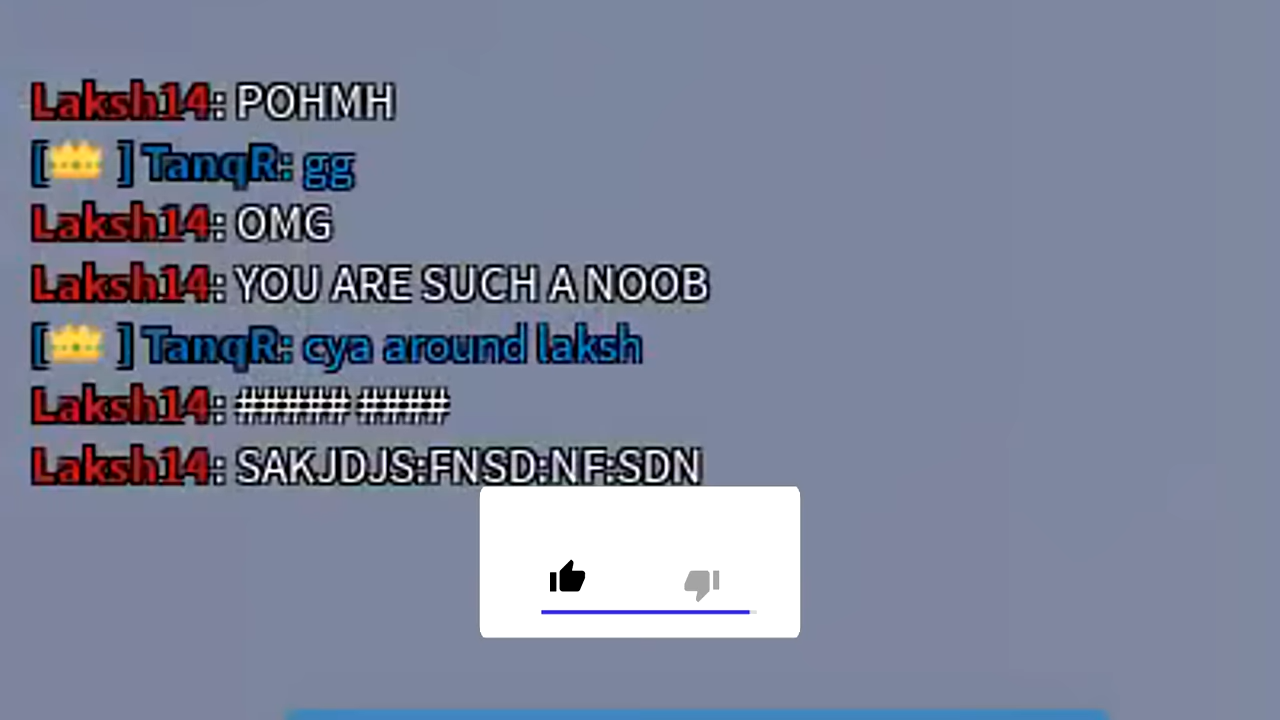 Laksh14: POHMH
[👑 ] TanqR: gg
Laksh14: OMG
Laksh14: YOU ARE SUCH A NOOB
[👑 ] TanqR: cya around laksh
Laksh14: ##### ####
Laksh14: SAKJDJS:FNSD:NF:SDN